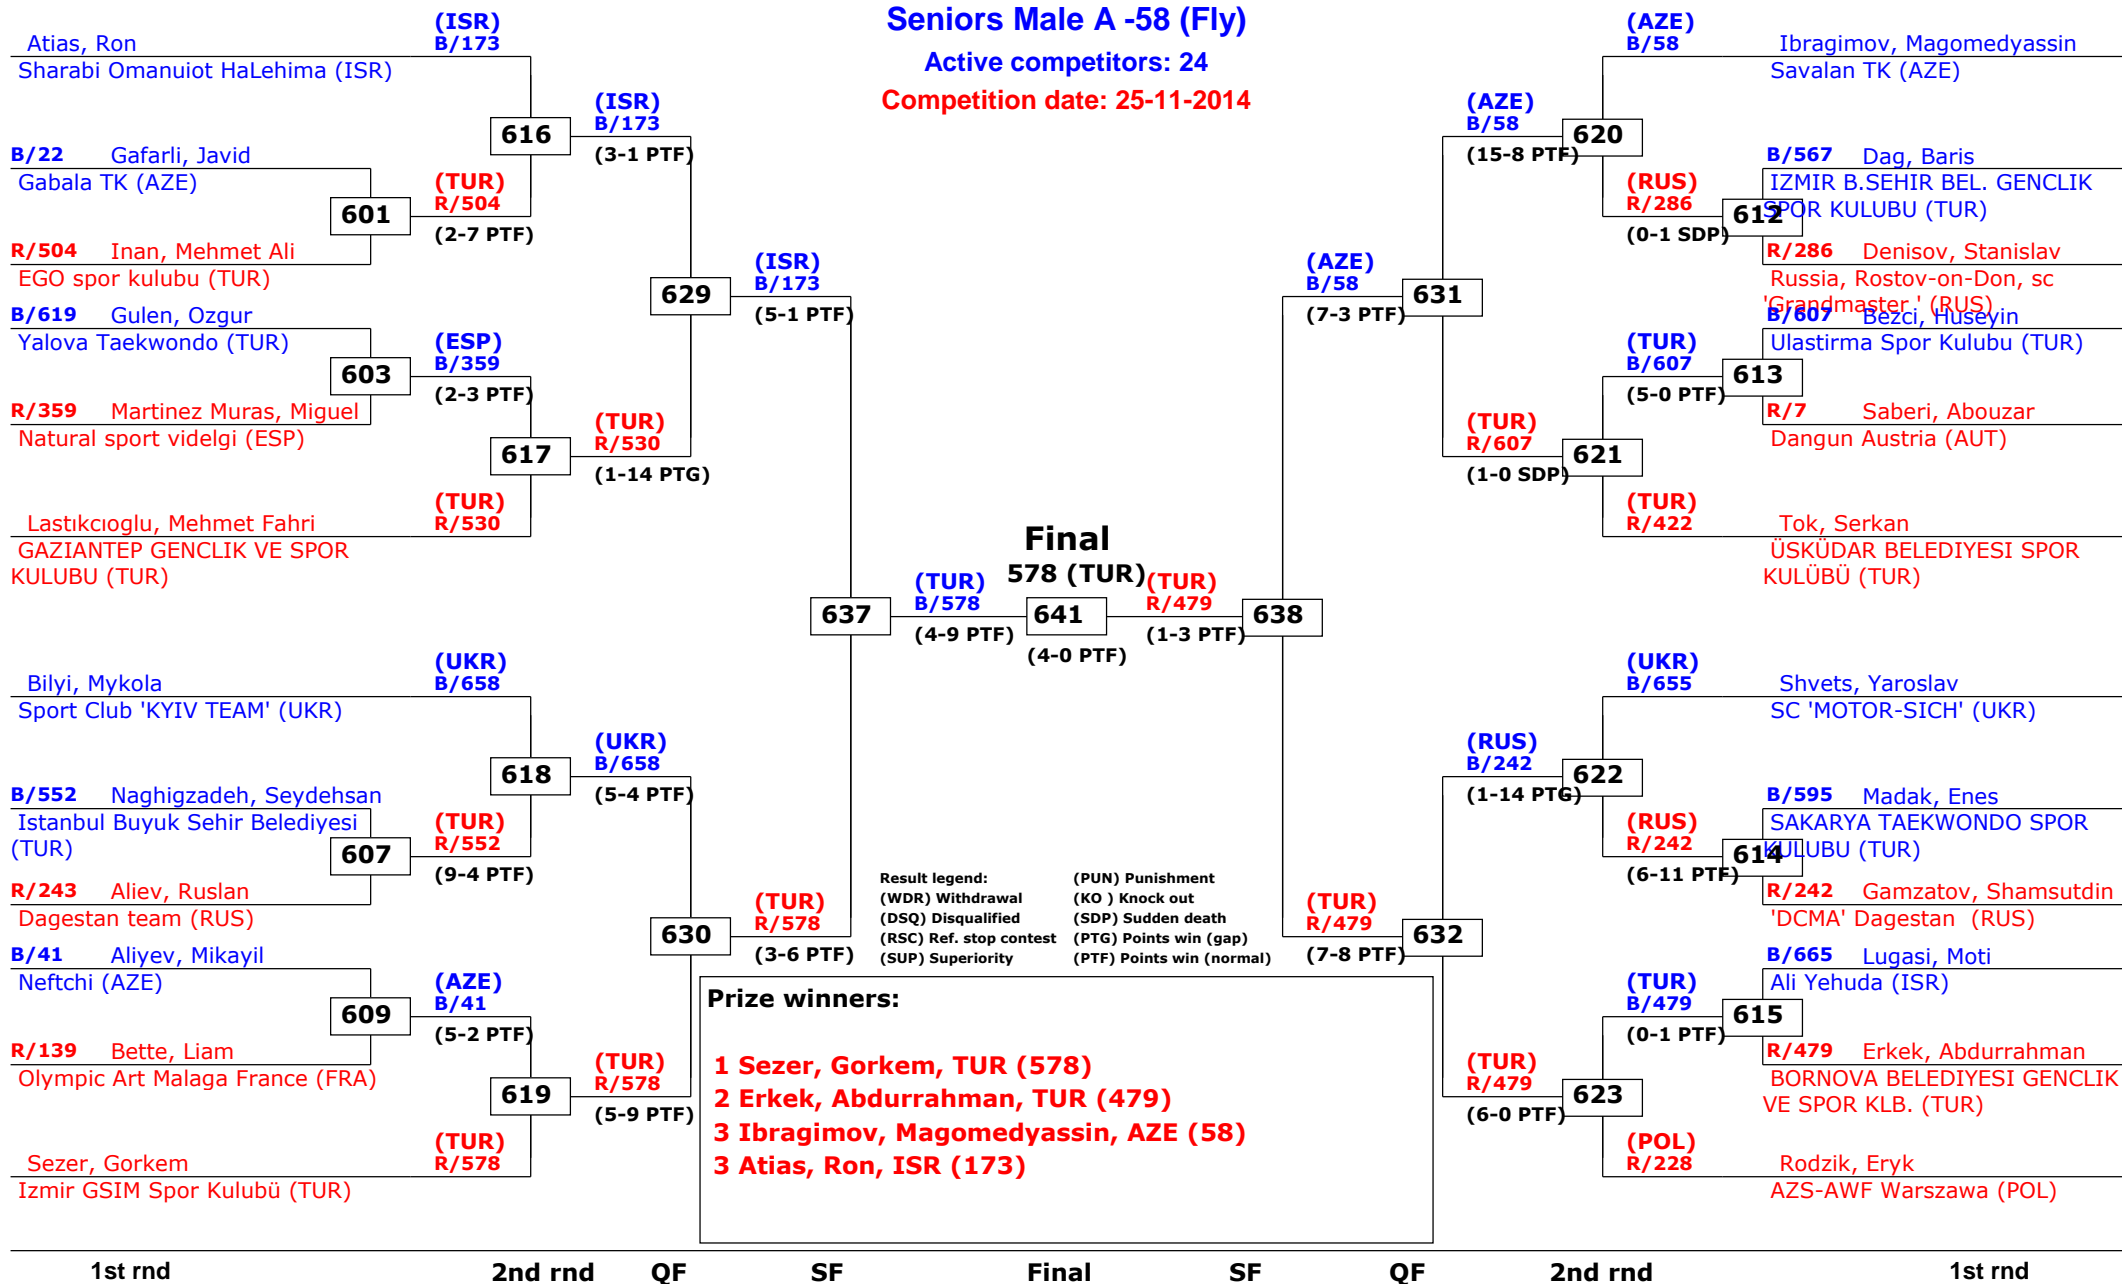 Seniors Male A -58 (Fly)
Active competitors: 24
Competition date: 25-11-2014
Atias, Ron
Sharabi Omanuiot HaLehima (ISR)
(ISR)
B/173
B/22 Gafarli, Javid
Gabala TK (AZE)
601
R/504 Inan, Mehmet Ali
EGO spor kulubu (TUR)
(TUR)
R/504
(2-7 PTF)
616
(ISR)
B/173
(3-1 PTF)
B/619 Gulen, Ozgur
Yalova Taekwondo (TUR)
603
R/359 Martinez Muras, Miguel
Natural sport videlgi (ESP)
(ESP)
B/359
(2-3 PTF)
617
(TUR)
R/530
(1-14 PTG)
Lastıkcıoglu, Mehmet Fahri
GAZIANTEP GENCLIK VE SPOR
KULUBU (TUR)
(TUR)
R/530
629
(ISR)
B/173
(5-1 PTF)
Bilyi, Mykola
Sport Club 'KYIV TEAM' (UKR)
(UKR)
B/658
B/552 Naghigzadeh, Seydehsan
Istanbul Buyuk Sehir Belediyesi
(TUR)
607
R/243 Aliev, Ruslan
Dagestan team (RUS)
(TUR)
R/552
(9-4 PTF)
618
(UKR)
B/658
(5-4 PTF)
B/41 Aliyev, Mikayil
Neftchi (AZE)
609
R/139 Bette, Liam
Olympic Art Malaga France (FRA)
(AZE)
B/41
(5-2 PTF)
619
(TUR)
R/578
(5-9 PTF)
Sezer, Gorkem
Izmir GSIM Spor Kulubü (TUR)
(TUR)
R/578
630
(TUR)
R/578
(3-6 PTF)
637
(TUR)
B/578
(4-9 PTF)
Final
578 (TUR)
641
(4-0 PTF)
(TUR)
R/479
(1-3 PTF)
638
(AZE)
B/58
(7-3 PTF)
631
(AZE)
B/58
(15-8 PTF)
620
(AZE)
B/58
Ibragimov, Magomedyassin
Savalan TK (AZE)
(RUS)
R/286
(0-1 SDP)
612
B/567 Dag, Baris
IZMIR B.SEHIR BEL. GENCLIK
SPOR KULUBU (TUR)
R/286 Denisov, Stanislav
Russia, Rostov-on-Don, sc
'Grandmaster ' (RUS)
B/607 Bezci, Huseyin
Ulastirma Spor Kulubu (TUR)
(TUR)
B/607
(5-0 PTF)
613
R/7 Saberi, Abouzar
Dangun Austria (AUT)
(TUR)
R/607
(1-0 SDP)
621
(TUR)
R/422
Tok, Serkan
ÜSKÜDAR BELEDIYESI SPOR
KULÜBÜ (TUR)
(UKR)
B/655
Shvets, Yaroslav
SC 'MOTOR-SICH' (UKR)
(RUS)
B/242
(1-14 PTG)
622
B/595 Madak, Enes
SAKARYA TAEKWONDO SPOR
KULUBU (TUR)
(RUS)
R/242
(6-11 PTF)
614
R/242 Gamzatov, Shamsutdin
'DCMA' Dagestan (RUS)
(TUR)
R/479
(7-8 PTF)
632
B/665 Lugasi, Moti
Ali Yehuda (ISR)
(TUR)
B/479
(0-1 PTF)
615
R/479 Erkek, Abdurrahman
BORNOVA BELEDIYESI GENCLIK
VE SPOR KLB. (TUR)
(TUR)
R/479
(6-0 PTF)
623
(POL)
R/228
Rodzik, Eryk
AZS-AWF Warszawa (POL)
Result legend:
(WDR) Withdrawal
(DSQ) Disqualified
(RSC) Ref. stop contest
(SUP) Superiority
(PUN) Punishment
(KO ) Knock out
(SDP) Sudden death
(PTG) Points win (gap)
(PTF) Points win (normal)
Prize winners:
1 Sezer, Gorkem, TUR (578)
2 Erkek, Abdurrahman, TUR (479)
3 Ibragimov, Magomedyassin, AZE (58)
3 Atias, Ron, ISR (173)
1st rnd 2nd rnd QF SF Final SF QF 2nd rnd 1st rnd